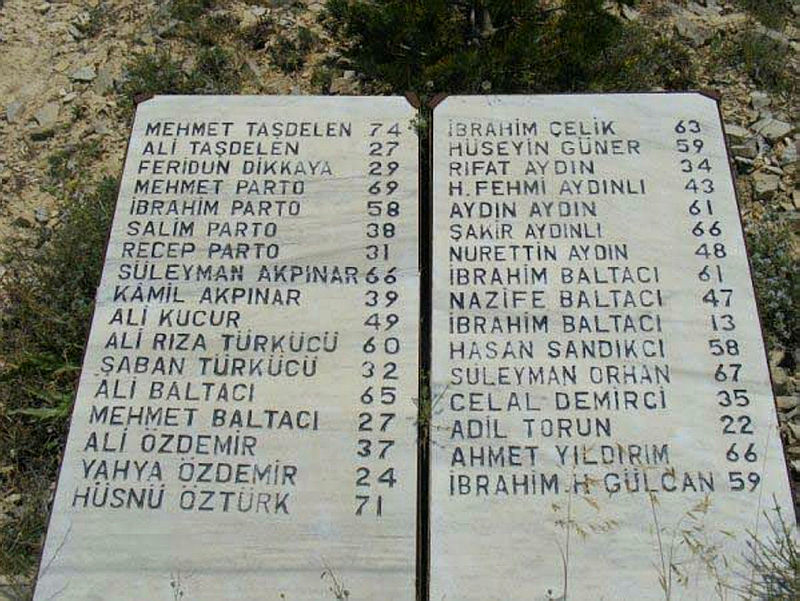 MEHMET TAŞDELEN 74
ALİ TAŞDELEN 27
FERİDUN DİKKAYA 29
MEHMET PARTO 69
İBRAHİM PARTO 58
SALİM PARTO 38
RECEP PARTO 31
SÜLEYMAN AKPINAR 66
KÂMİL AKPINAR 39
ALİ KUCUR 49
ALİ RIZA TÜRKÜCÜ 60
ŞABAN TÜRKÜCÜ 32
ALİ BALTACI 65
MEHMET BALTACI 27
ALİ ÖZDEMİR 37
YAHYA ÖZDEMİR 24
HÜSNÜ ÖZTÜRK 71
İBRAHİM ÇELİK 63
HÜSEYİN GÜNER 59
RIFAT AYDIN 34
H.FEHMİ AYDINLI 43
AYDIN AYDIN 61
ŞAKİR AYDINLI 66
NURETTİN AYDIN 48
İBRAHİM BALTACI 61
NAZİFE BALTACI 47
İBRAHİM BALTACI 13
HASAN SANDIKCI 58
SÜLEYMAN ORHAN 67
CELAL DEMİRCİ 35
ADİL TORUN 22
AHMET YILDIRIM 66
İBRAHİM.H GÜLCAN 59